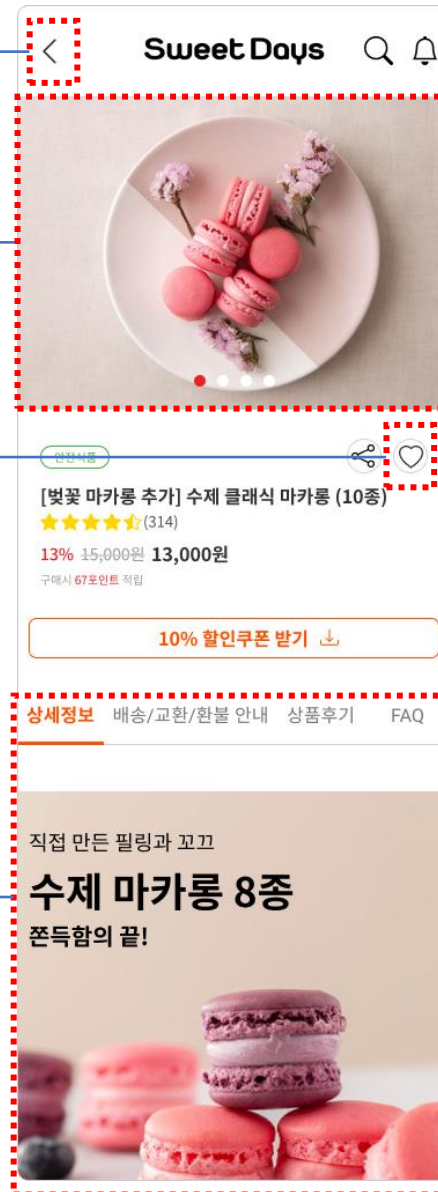 Sweet Days
안전식품
[벚꽃 마카롱 추가] 수제 클래식 마카롱 (10종)
(314)
13% 15,000원 13,000원
구매시 67포인트 적립
10% 할인쿠폰 받기
상세정보 배송/교환/환불 안내 상품후기 FAQ
직접 만든 필링과 꼬끄
수제 마카롱 8종
쫀득함의 끝!